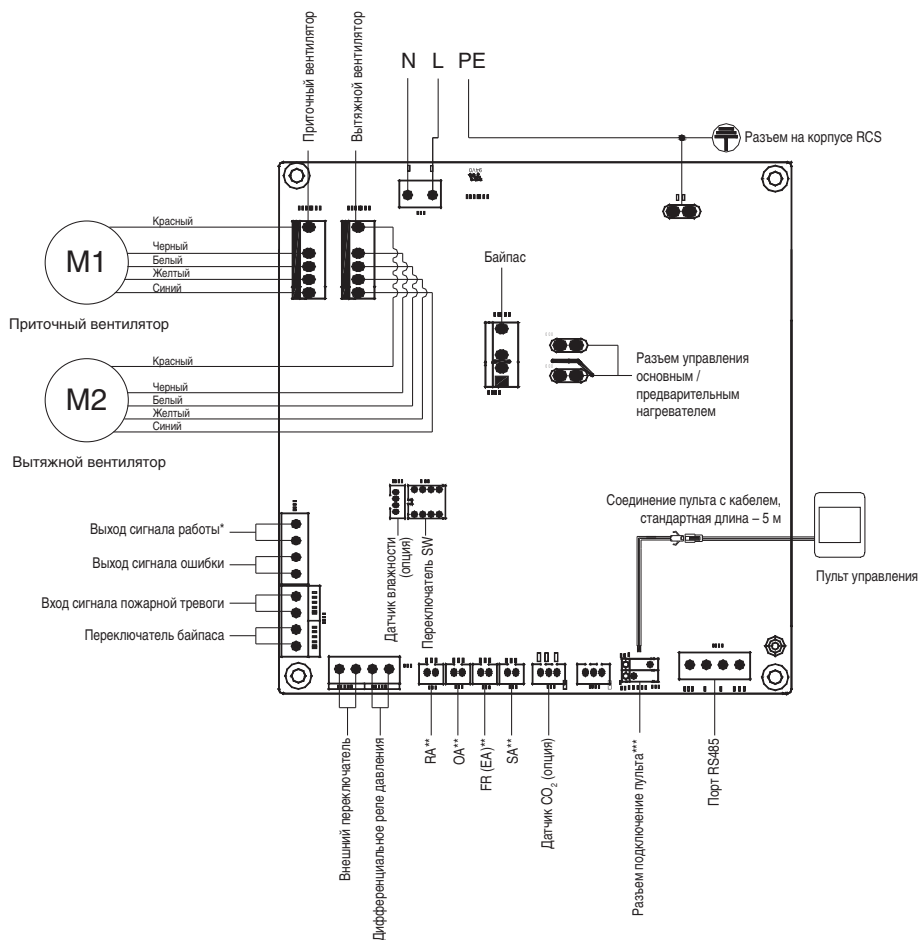 Приточный вентилятор
Вытяжной вентилятор
N L PE
Разъем на корпусе RCS
Красный
Черный
Белый
Желтый
Синий
M1
Приточный вентилятор
Байпас
Разъем управления
основным /
предварительным
нагревателем
Красный
Черный
Белый
Желтый
Синий
M2
Вытяжной вентилятор
Соединение пульта с кабелем,
стандартная длина – 5 м
Пульт управления
Выход сигнала работы*
Выход сигнала ошибки
Вход сигнала пожарной тревоги
Переключатель байпаса
Датчик влажности
(опция)
Переключатель SW
Внешний переключатель
Дифференциальное реле давления
RA**
OA**
FR (EA)**
SA**
Датчик CO₂ (опция)
Разъем подключение пульта***
Порт RS485